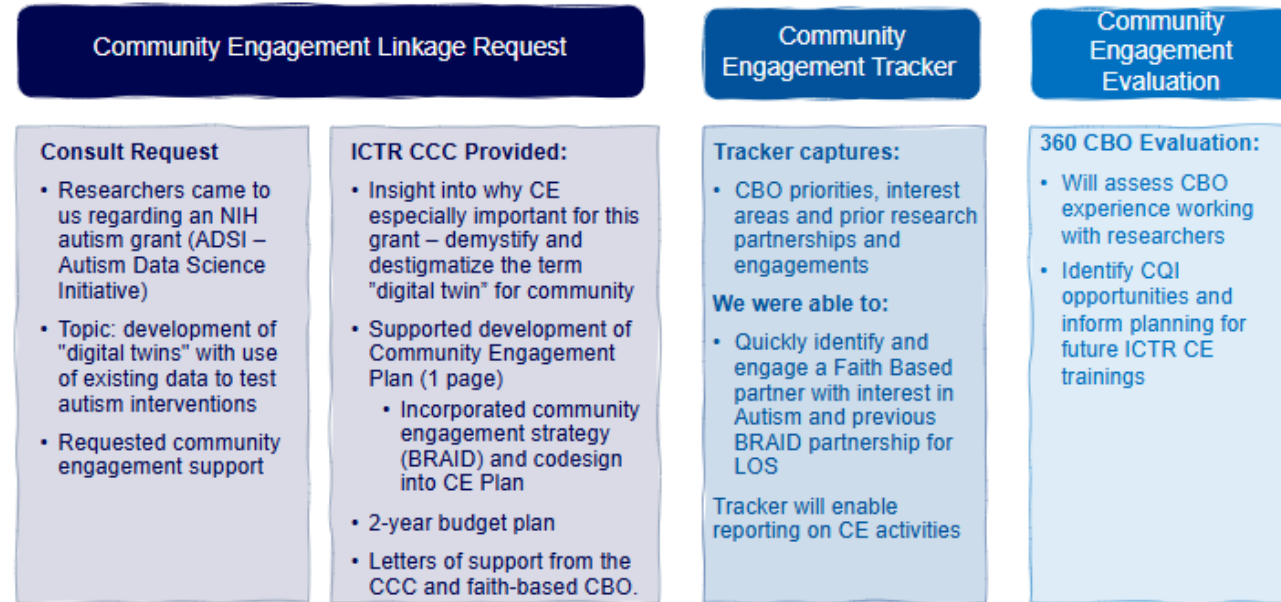 Community Engagement Linkage Request
Community
Engagement Tracker
Community
Engagement
Evaluation
Consult Request
• Researchers came to
us regarding an NIH
autism grant (ADSI –
Autism Data Science
Initiative)
• Topic: development of
"digital twins" with use
of existing data to test
autism interventions
• Requested community
engagement support
ICTR CCC Provided:
• Insight into why CE
especially important for this
grant – demystify and
destigmatize the term
"digital twin" for community
• Supported development of
Community Engagement
Plan (1 page)
• Incorporated community
engagement strategy
(BRAID) and codesign
into CE Plan
• 2-year budget plan
• Letters of support from the
CCC and faith-based CBO.
Tracker captures:
• CBO priorities, interest
areas and prior research
partnerships and
engagements
We were able to:
• Quickly identify and
engage a Faith Based
partner with interest in
Autism and previous
BRAID partnership for
LOS
Tracker will enable
reporting on CE activities
360 CBO Evaluation:
• Will assess CBO
experience working
with researchers
• Identify CQI
opportunities and
inform planning for
future ICTR CE
trainings